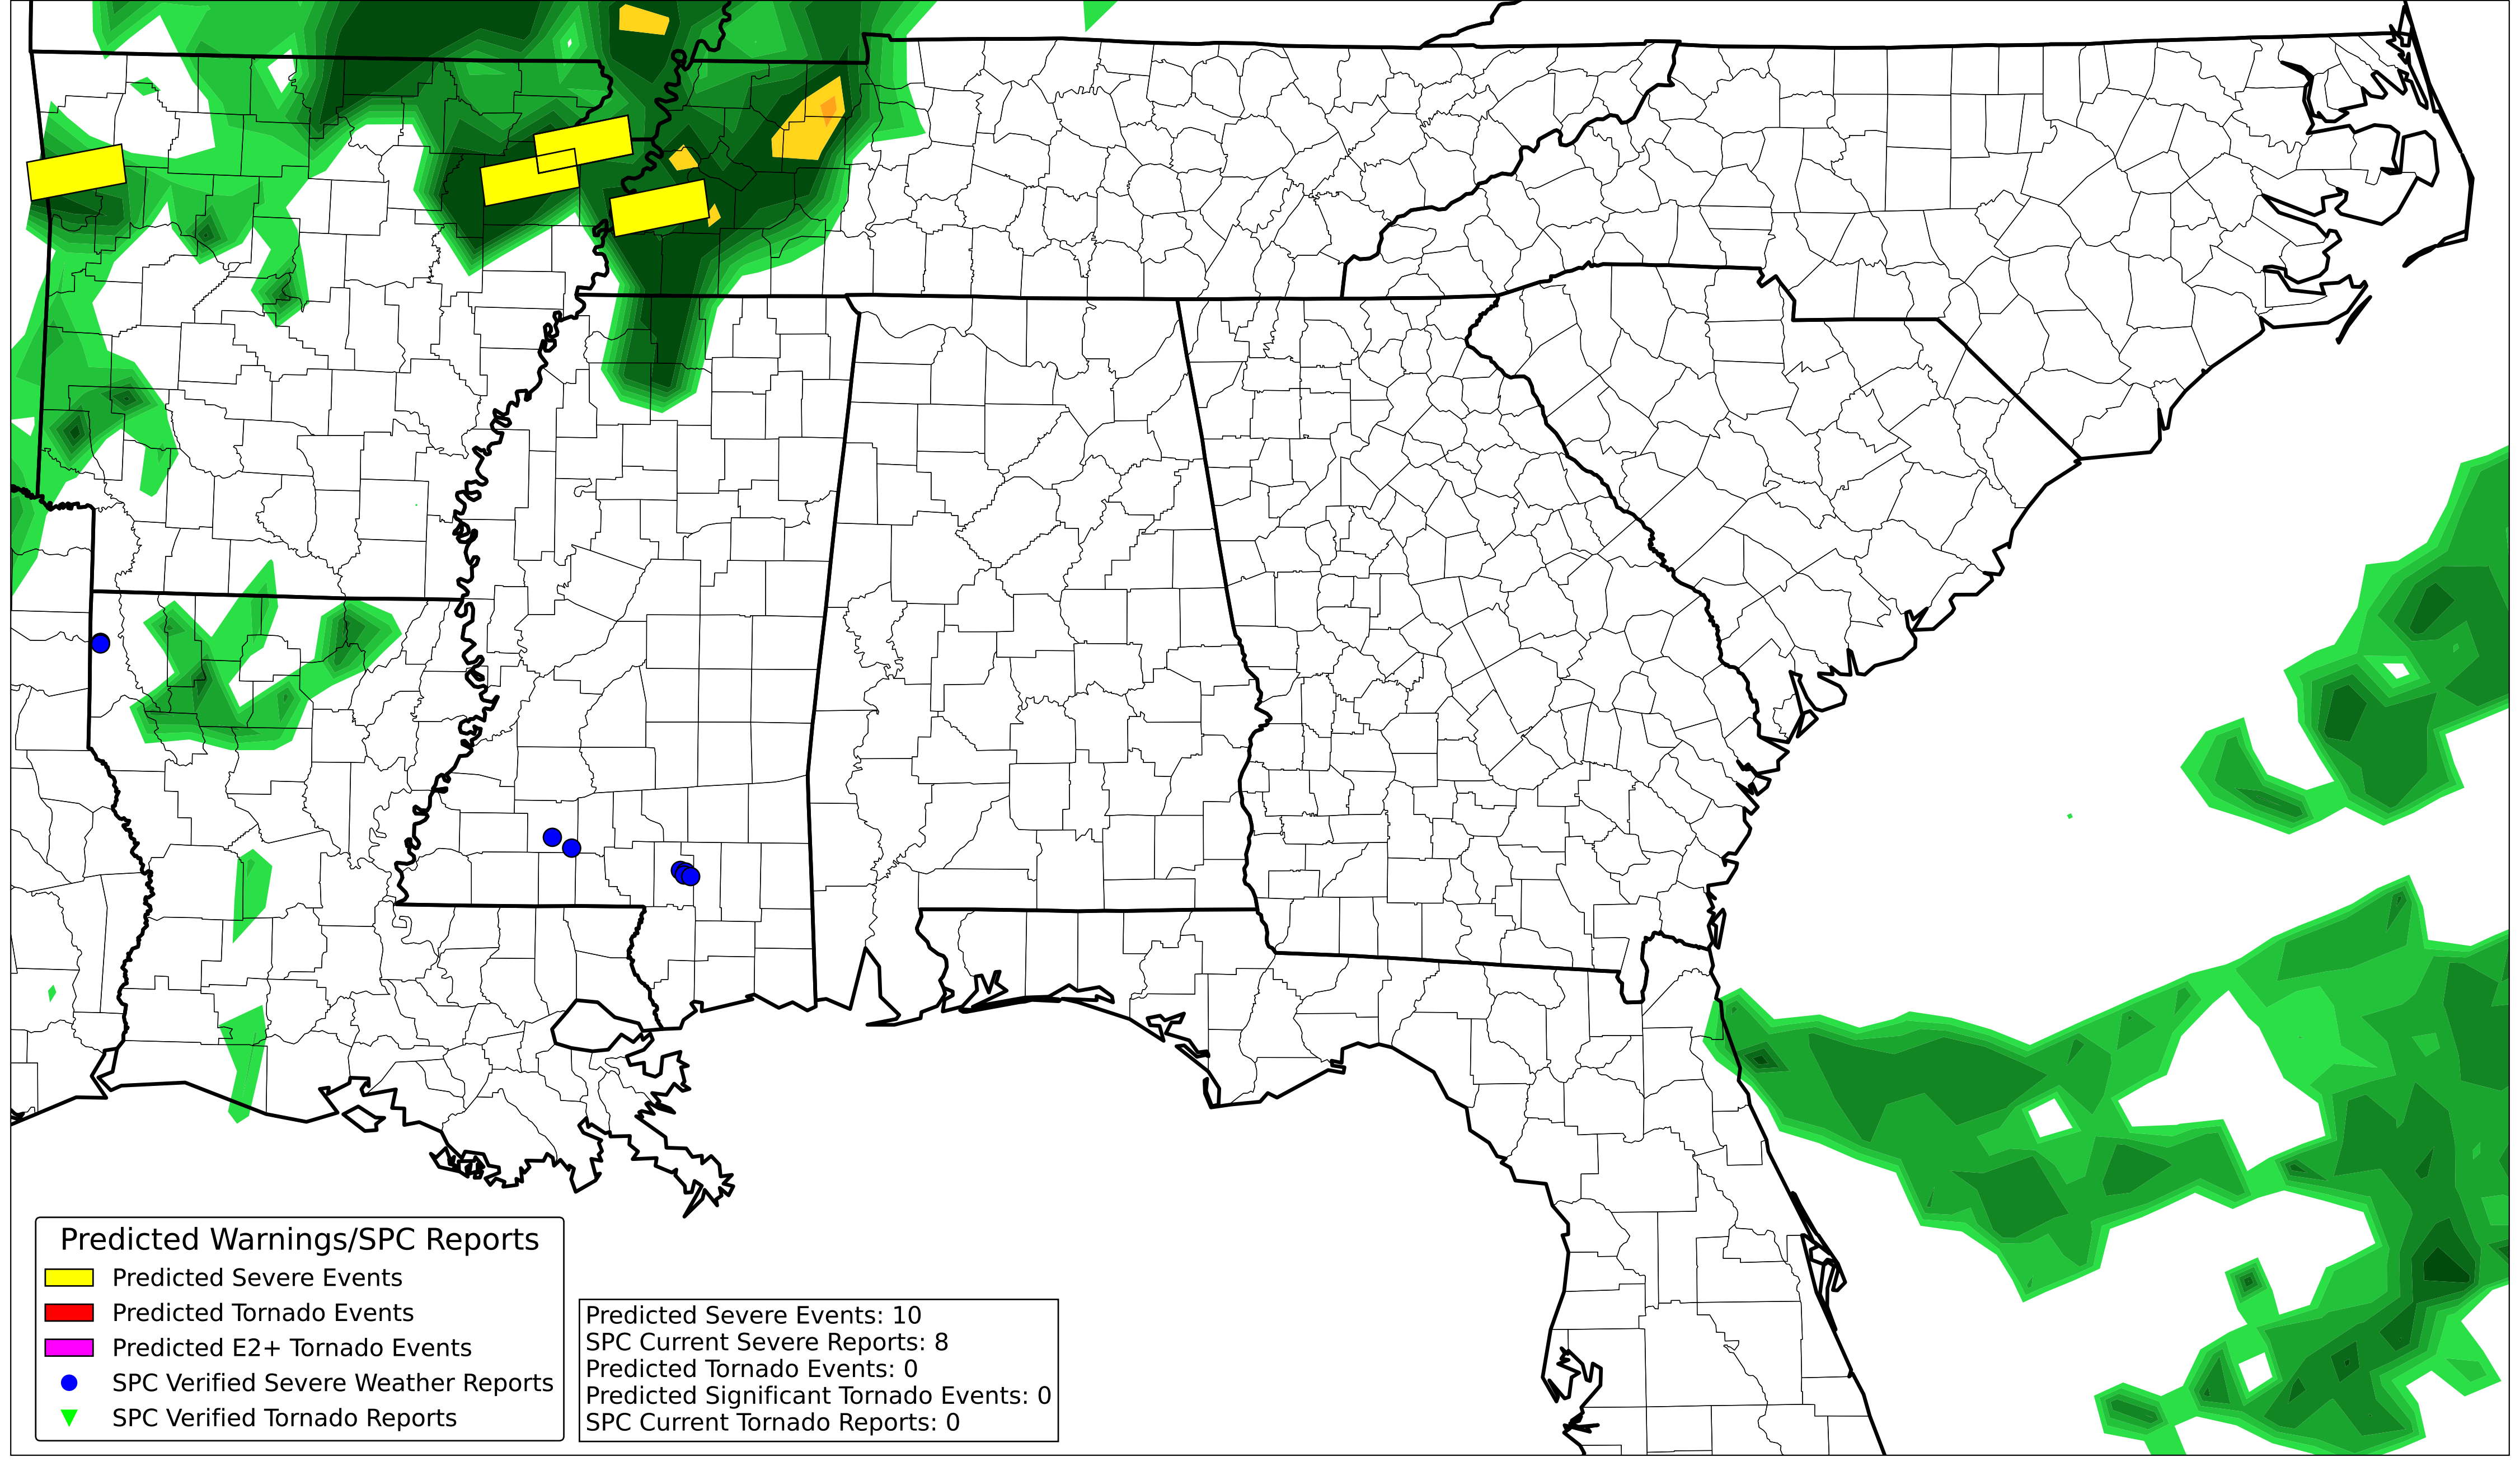 Predicted Warnings/SPC Reports
Predicted Severe Events
Predicted Tornado Events
Predicted E2+ Tornado Events
SPC Verified Severe Weather Reports
SPC Verified Tornado Reports
Predicted Severe Events: 10
SPC Current Severe Reports: 8
Predicted Tornado Events: 0
Predicted Significant Tornado Events: 0
SPC Current Tornado Reports: 0